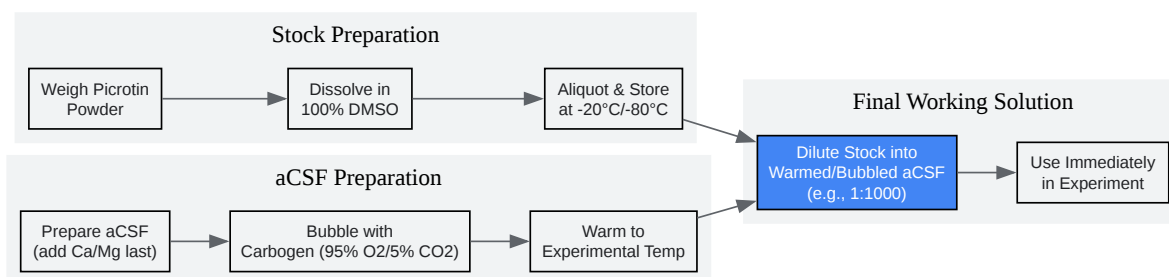 Stock Preparation
Weigh Picrotin
Powder
Dissolve in
100% DMSO
Aliquot & Store
at -20°C/-80°C
aCSF Preparation
Prepare aCSF
(add Ca/Mg last)
Bubble with
Carbogen (95% O2/5% CO2)
Warm to
Experimental Temp
Final Working Solution
Dilute Stock into
Warmed/Bubbled aCSF
(e.g., 1:1000)
Use Immediately
in Experiment